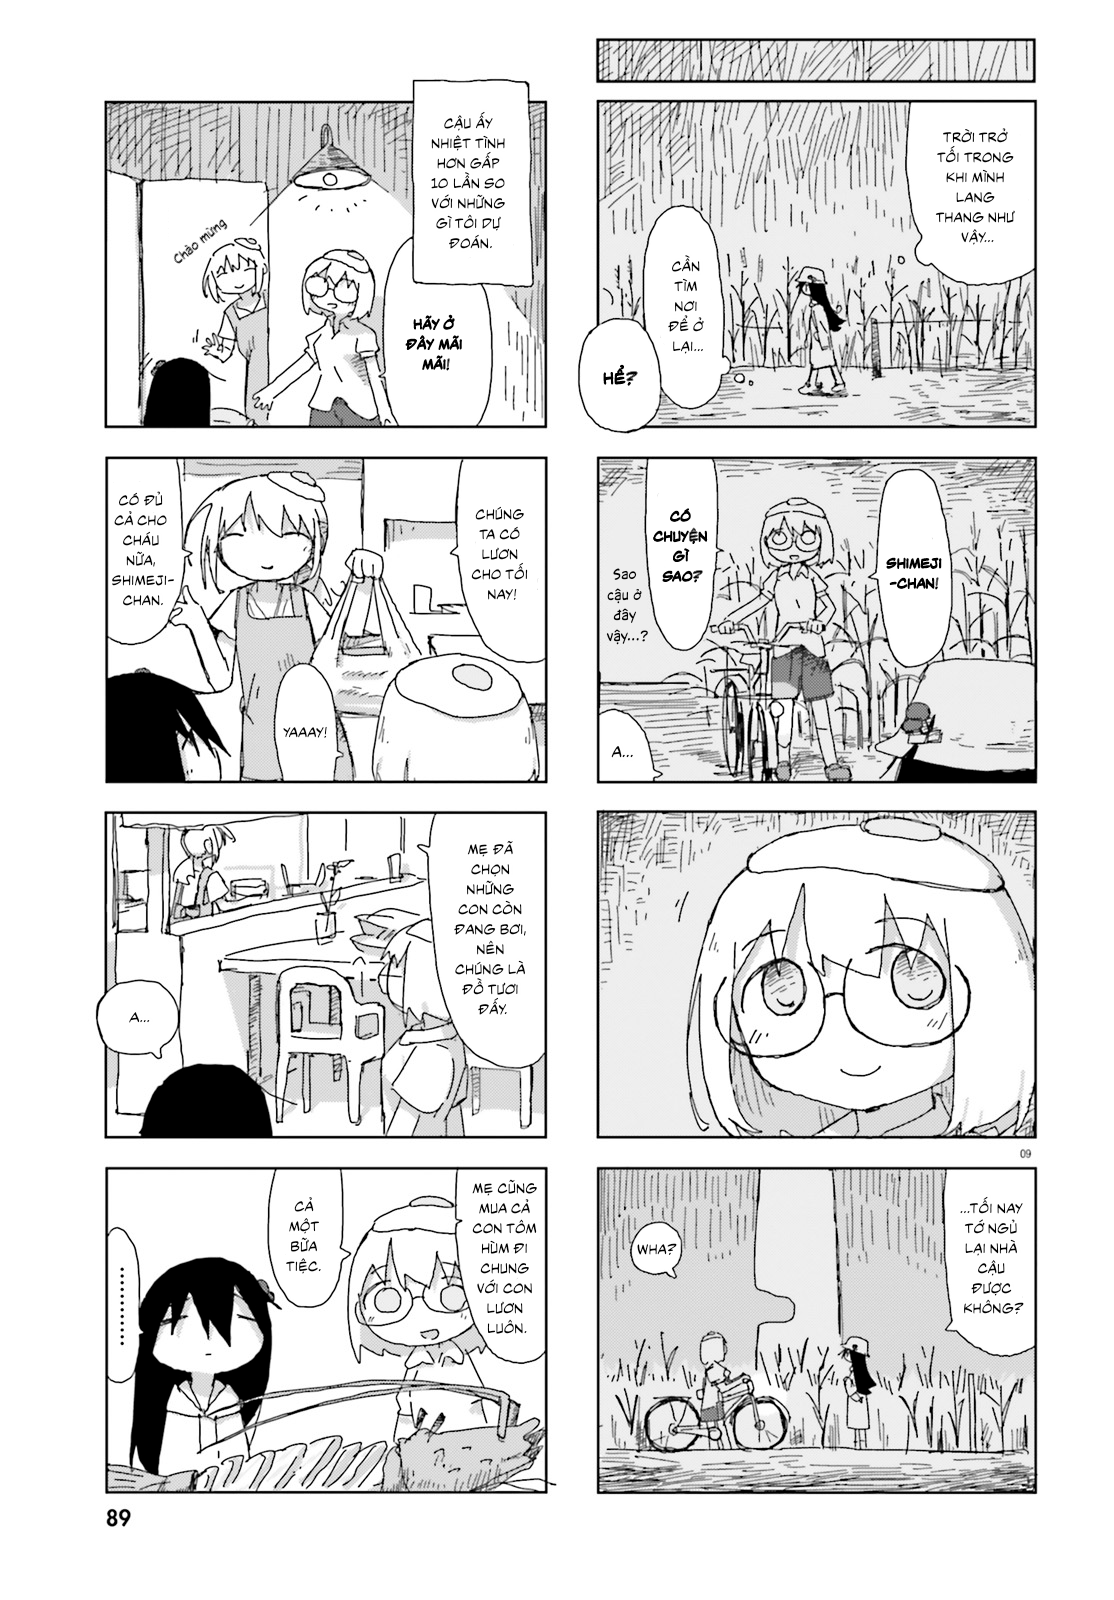 TRỜI TRỞ
TỐI TRONG
KHI MÌNH
LANG
THANG NHƯ
VẬY...
CẦN
TÌM
NƠI
ĐỂ Ở
LẠI...
HỂ?
SHIMEJI
-CHAN!
CÓ
CHUYỆN
GÌ
SAO?
Sao
cậu ở
đây
vậy...?
A...
09
...TỐI NAY
TỚ NGỦ
LẠI NHÀ
CẬU
ĐƯỢC
KHÔNG?
WHA?
CẬU ẤY
NHIỆT TÌNH
HƠN GẤP
10 LẦN SO
VỚI NHỮNG
GÌ TÔI DỰ
ĐOÁN.
Chào mừng
HÃY Ở
ĐÂY MÃI
MÃI!
CHÚNG
TA CÓ
LƯƠN
CHO TỐI
NAY!
CÓ ĐỦ
CẢ CHO
CHÁU
NỮA,
SHIMEJI-
CHAN.
YAAAY!
MẸ ĐÃ
CHỌN
NHỮNG
CON CÒN
ĐANG BƠI,
NÊN
CHÚNG LÀ
ĐỒ TƯƠI
ĐẤY.
A...
MẸ CŨNG
MUA CẢ
CON TÔM
HÙM ĐI
CHUNG
VỚI CON
LƯƠN
LUÔN.
CẢ
MỘT
BỮA
TIỆC.
.........
89